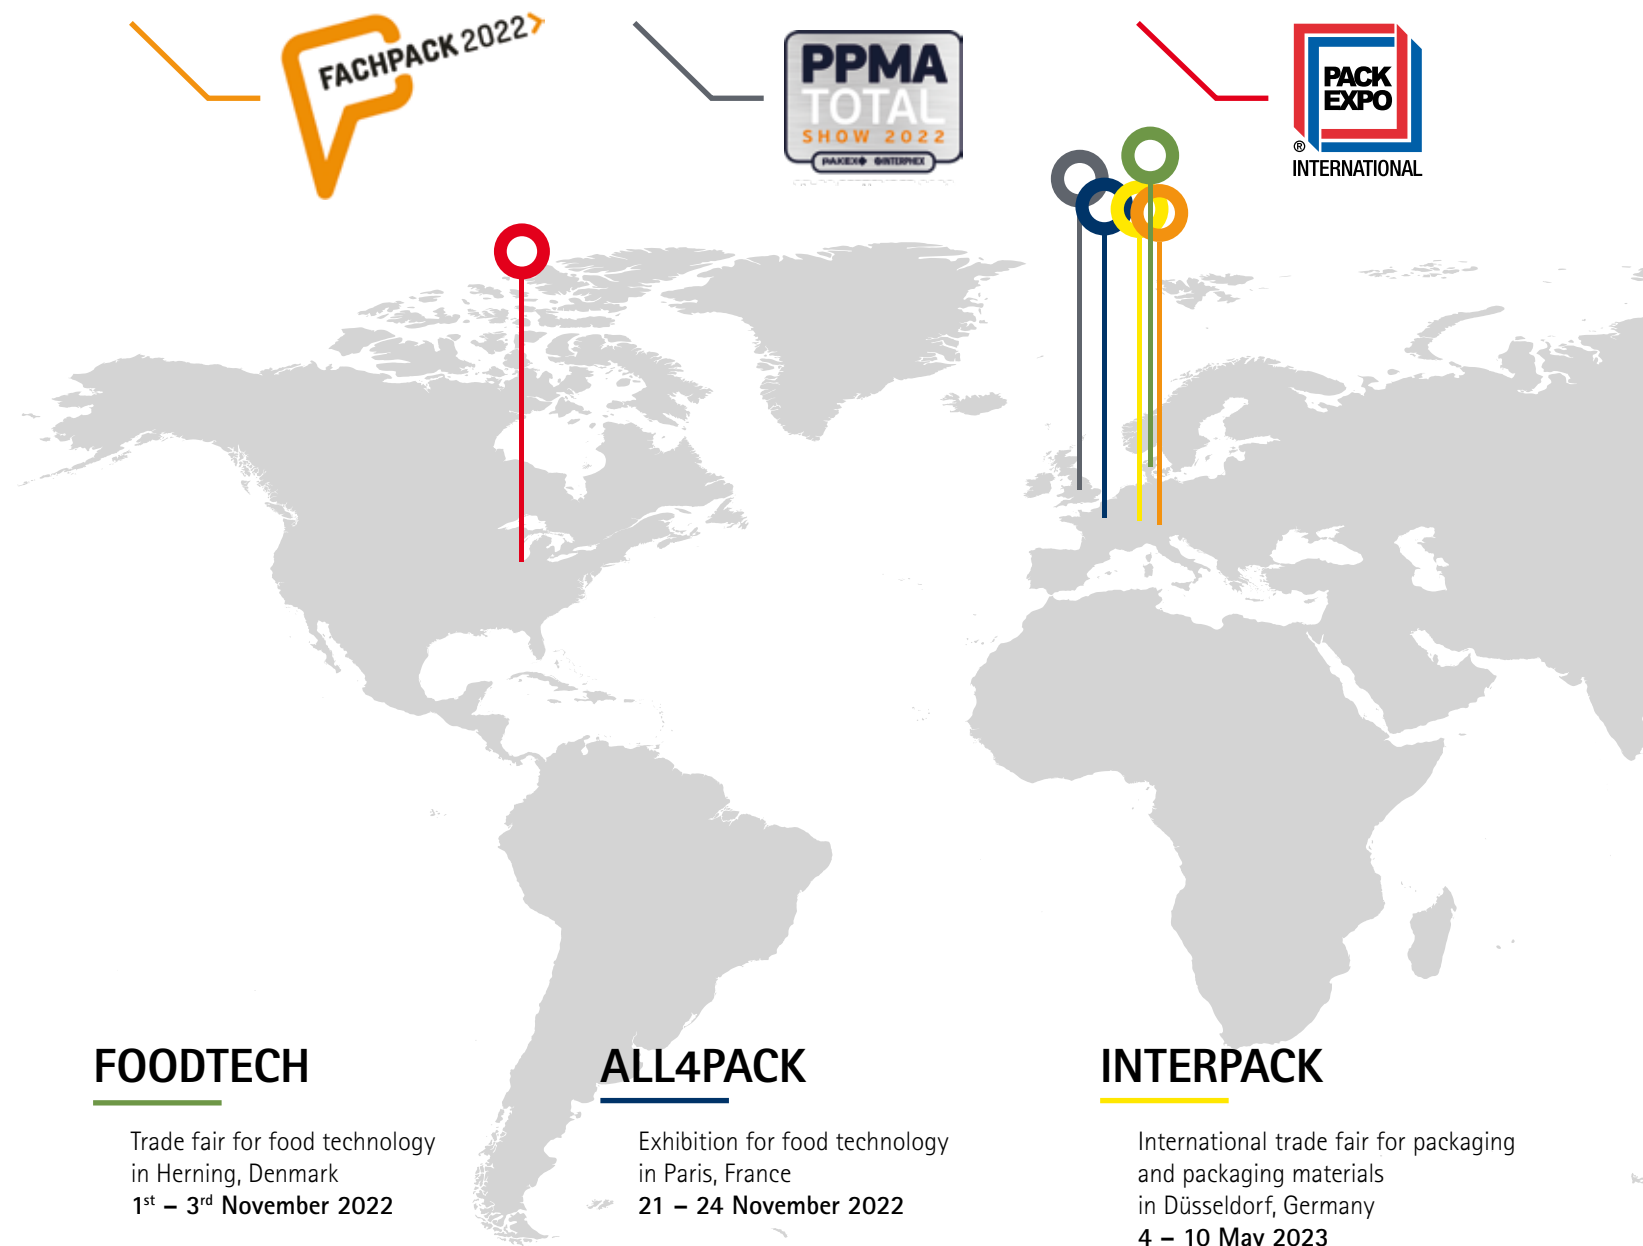 FACHPACK 2022
PPMA
TOTAL
SHOW 2022
PAKEX INTERPHEX
PACK
EXPO
®
INTERNATIONAL
FOODTECH
Trade fair for food technology
in Herning, Denmark
1st – 3rd November 2022
ALL4PACK
Exhibition for food technology
in Paris, France
21 – 24 November 2022
INTERPACK
International trade fair for packaging
and packaging materials
in Düsseldorf, Germany
4 – 10 May 2023